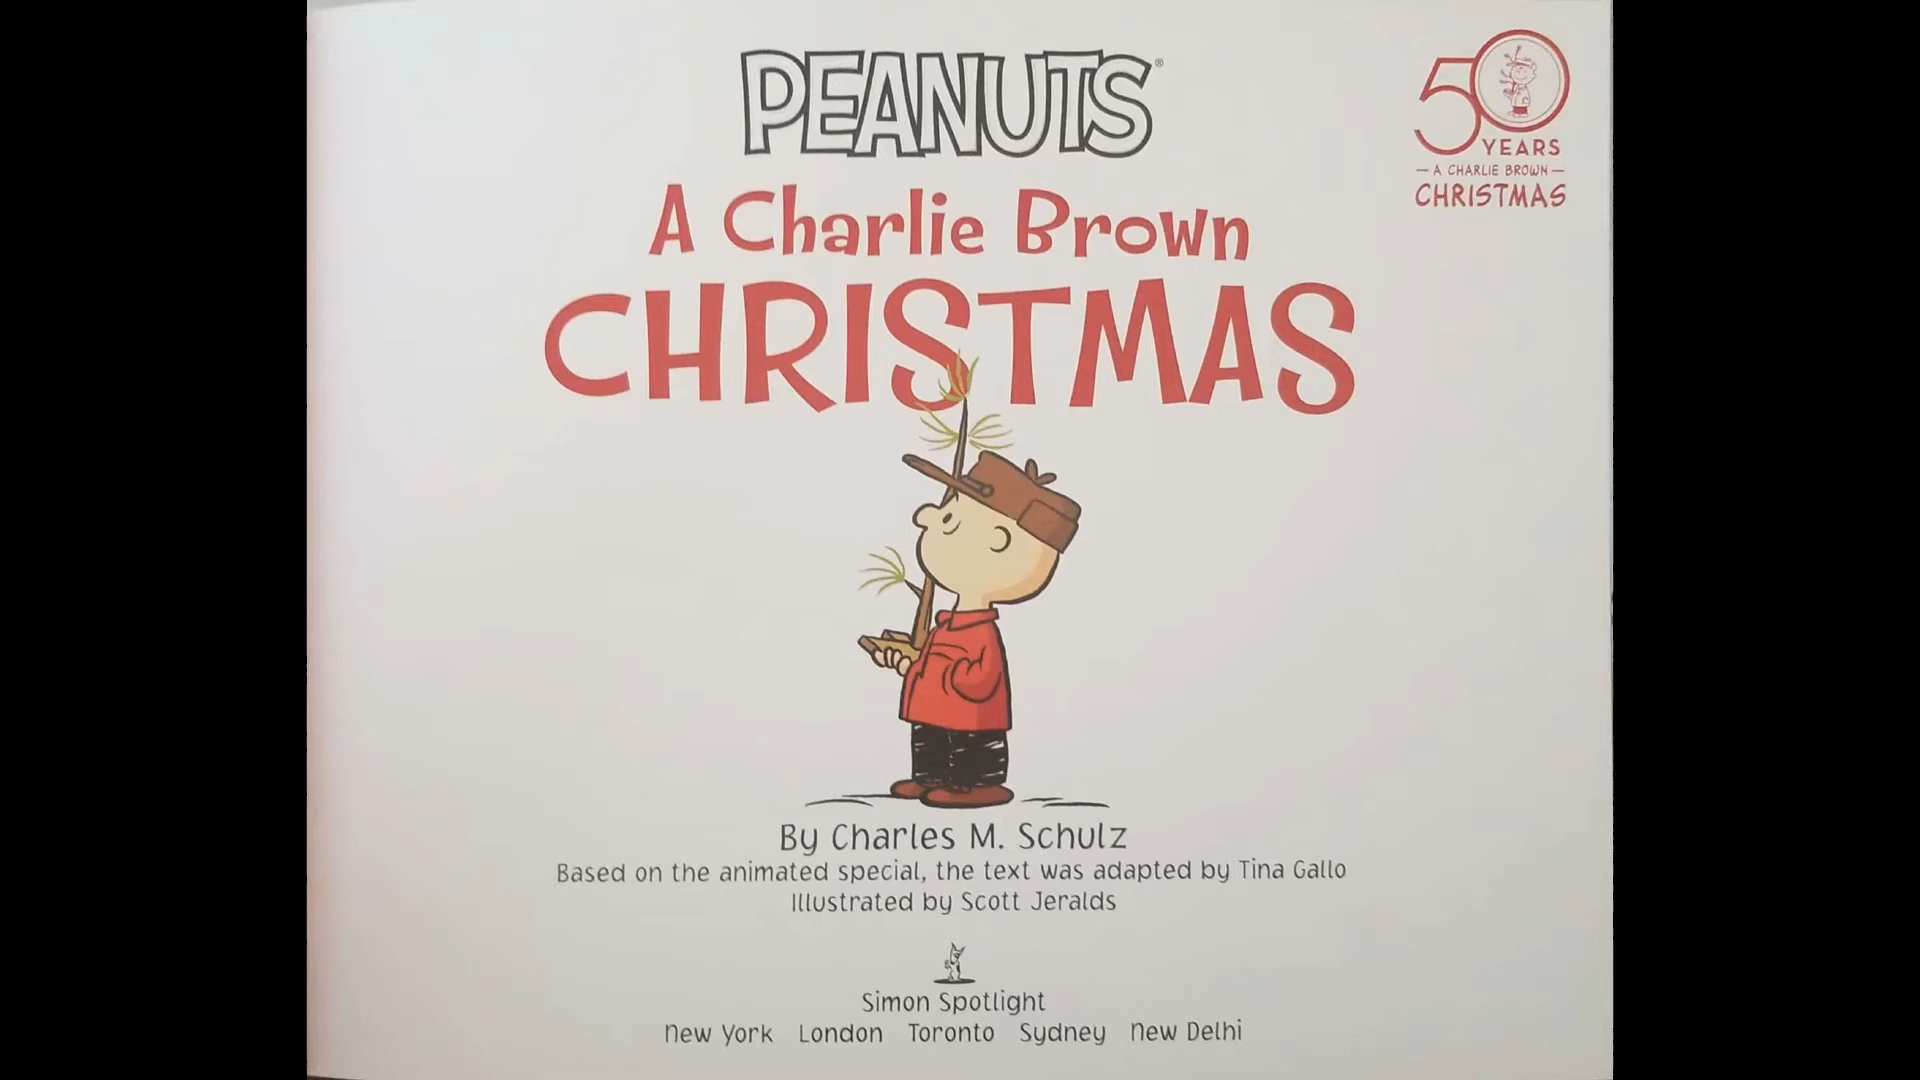 PEANUTS®
50
YEARS
— A CHARLIE BROWN —
CHRISTMAS
A Charlie Brown
CHRISTMAS
By Charles M. Schulz
Based on the animated special, the text was adapted by Tina Gallo
Illustrated by Scott Jeralds
Simon Spotlight
New York London Toronto Sydney New Delhi